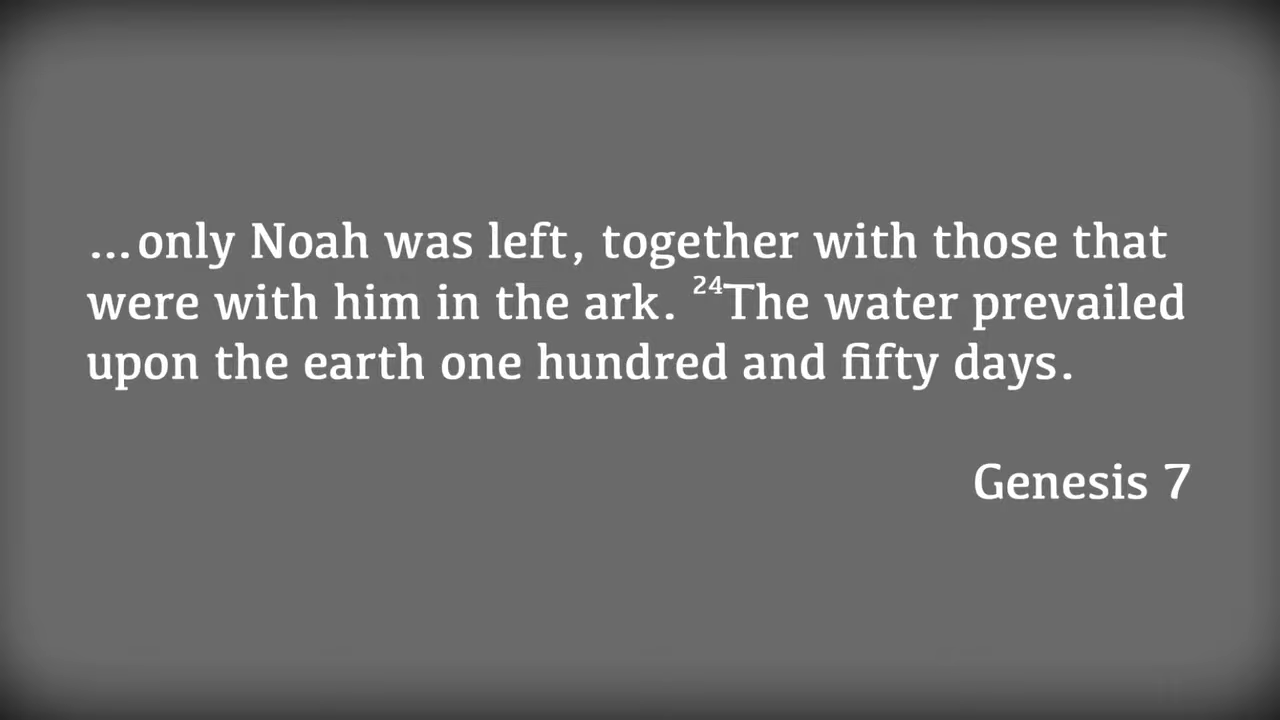 ...only Noah was left, together with those that
were with him in the ark. ²⁴The water prevailed
upon the earth one hundred and fifty days.
Genesis 7